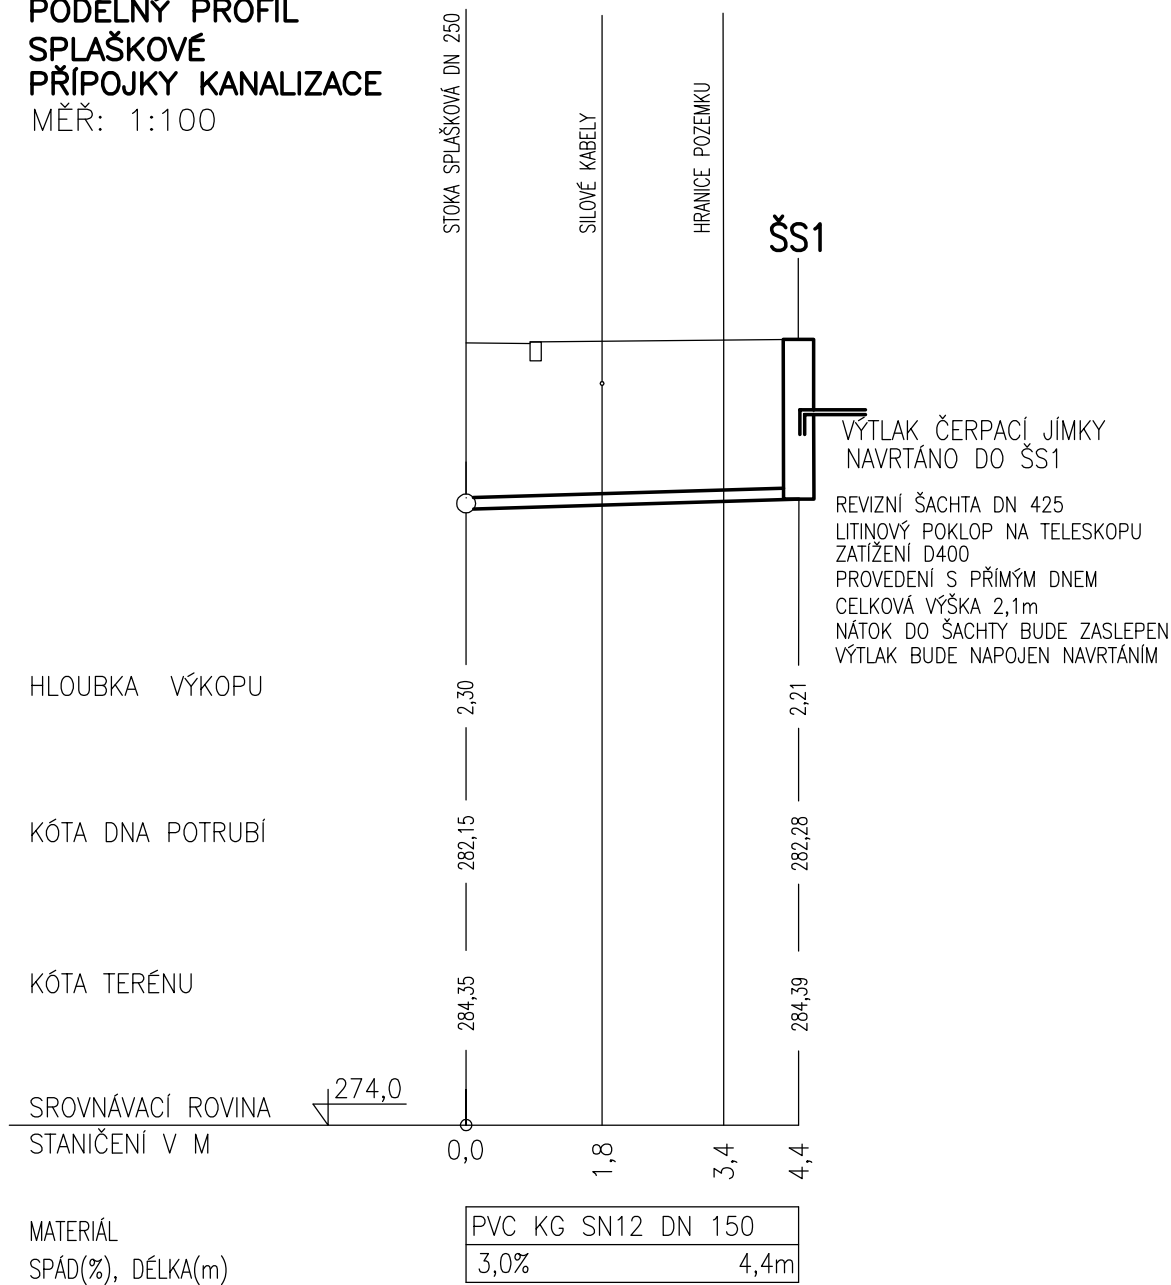 PODÉLNÝ PROFIL
SPLAŠKOVÉ
PŘÍPOJKY KANALIZACE
MĚŘ: 1:100
STOKA SPLAŠKOVÁ DN 250
SILOVÉ KABELY
HRANICE POZEMKU
ŠS1
VÝTLAK ČERPACÍ JÍMKY
NAVRTÁNO DO ŠS1
REVIZNÍ ŠACHTA DN 425
LITINOVÝ POKLOP NA TELESKOPU
ZATÍŽENÍ D400
PROVEDENÍ S PŘÍMÝM DNEM
CELKOVÁ VÝŠKA 2,1m
NÁTOK DO ŠACHTY BUDE ZASLEPEN
VÝTLAK BUDE NAPOJEN NAVRTÁNÍM
HLOUBKA VÝKOPU 2,30 2,21
KÓTA DNA POTRUBÍ 282,15 282,28
KÓTA TERÉNU 284,35 284,39
SROVNÁVACÍ ROVINA 274,0
STANIČENÍ V M 0,0 1,8 3,4 4,4
MATERIÁL PVC KG SN12 DN 150
SPÁD(%), DÉLKA(m) 3,0% 4,4m